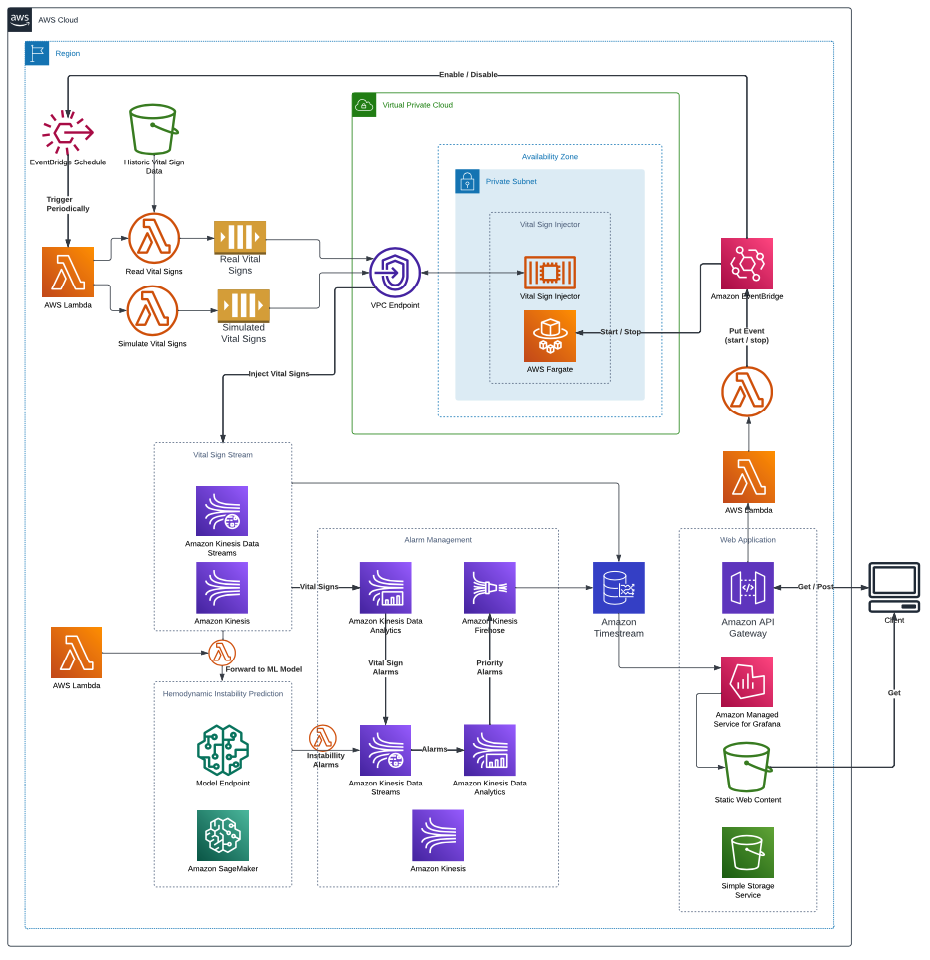 aws
AWS Cloud
Region
Enable / Disable
Virtual Private Cloud
Availability Zone
Private Subnet
Vital Sign Injector
EventBridge Schedule
Historic Vital Sign
Data
Trigger
Periodically
AWS Lambda
Read Vital Signs
Real Vital
Signs
Simulate Vital Signs
Simulated
Vital Signs
VPC Endpoint
Vital Sign Injector
Start / Stop
AWS Fargate
Amazon EventBridge
Put Event
(start / stop)
Inject Vital Signs
AWS Lambda
Vital Sign Stream
Amazon Kinesis Data
Streams
Amazon Kinesis
Alarm Management
Vital Signs
Amazon Kinesis Data
Analytics
Amazon Kinesis
Firehose
Amazon
Timestream
Web Application
Amazon API
Gateway
Get / Post
Client
AWS Lambda
Forward to ML Model
Vital Sign
Alarms
Priority
Alarms
Hemodynamic Instability Prediction
Model Endpoint
Instabillity
Alarms
Amazon Kinesis Data
Streams
Alarms
Amazon Kinesis Data
Analytics
Amazon Managed
Service for Grafana
Get
Static Web Content
Amazon SageMaker
Amazon Kinesis
Simple Storage
Service